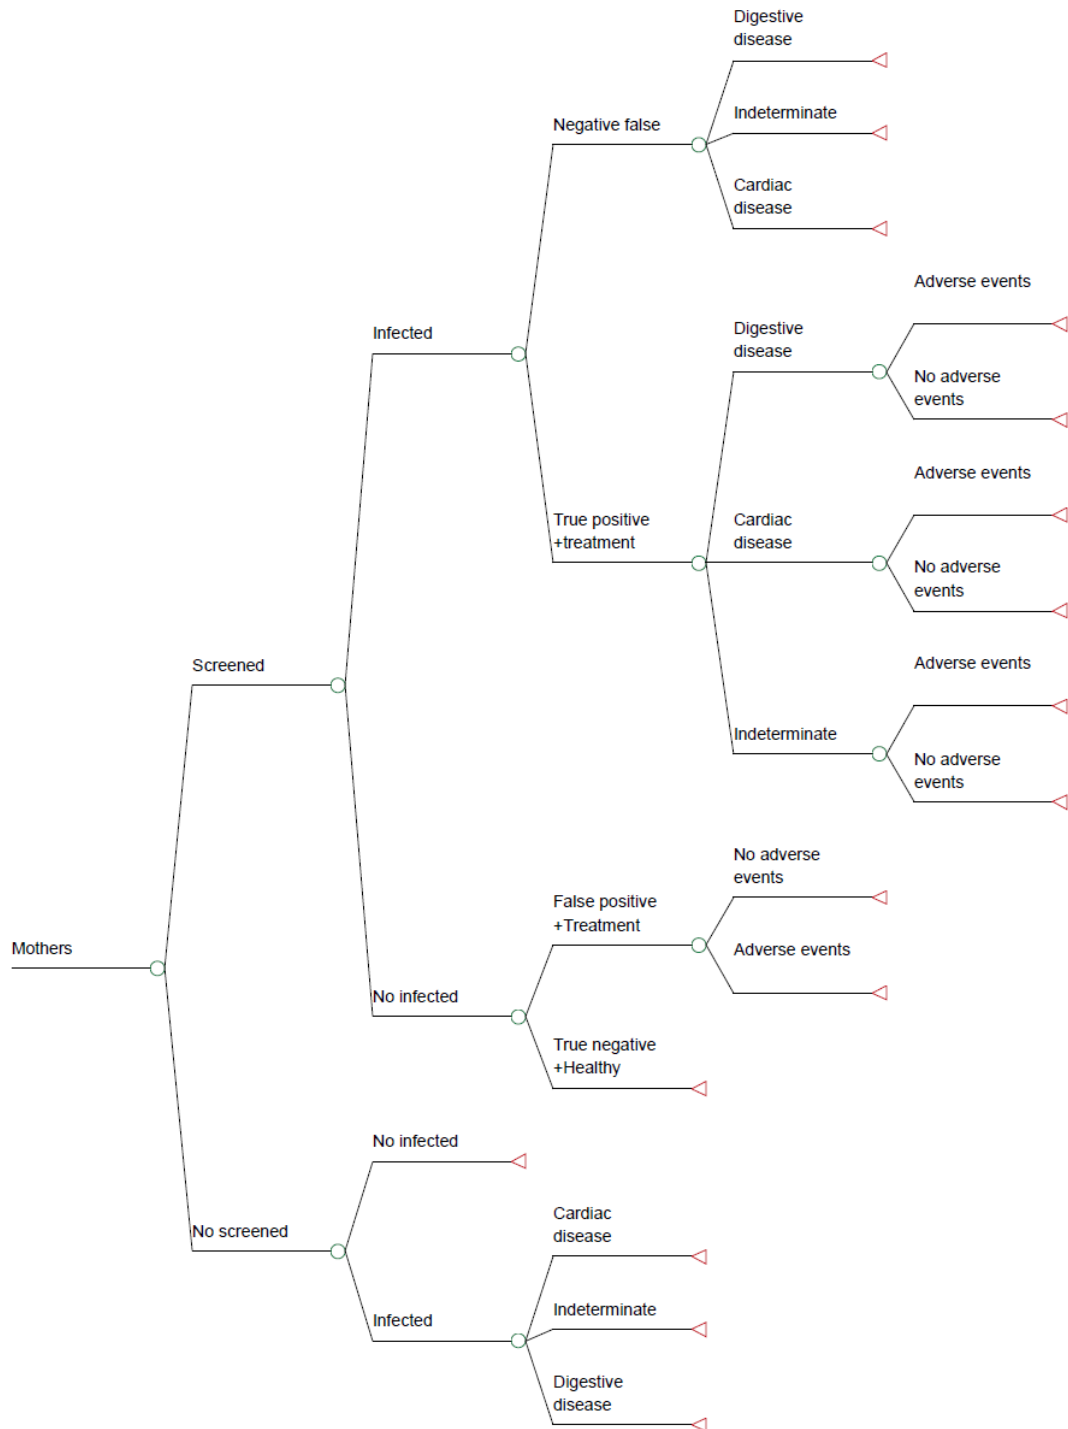 Digestive
disease
Indeterminate
Negative false
Cardiac
disease
Adverse events
Digestive
disease
Infected
No adverse
events
Adverse events
True positive
+treatment
Cardiac
disease
No adverse
events
Adverse events
Screened
Indeterminate
No adverse
events
No adverse
events
False positive
+Treatment
Adverse events
Mothers
No infected
True negative
+Healthy
No infected
Cardiac
disease
No screened
Indeterminate
Infected
Digestive
disease